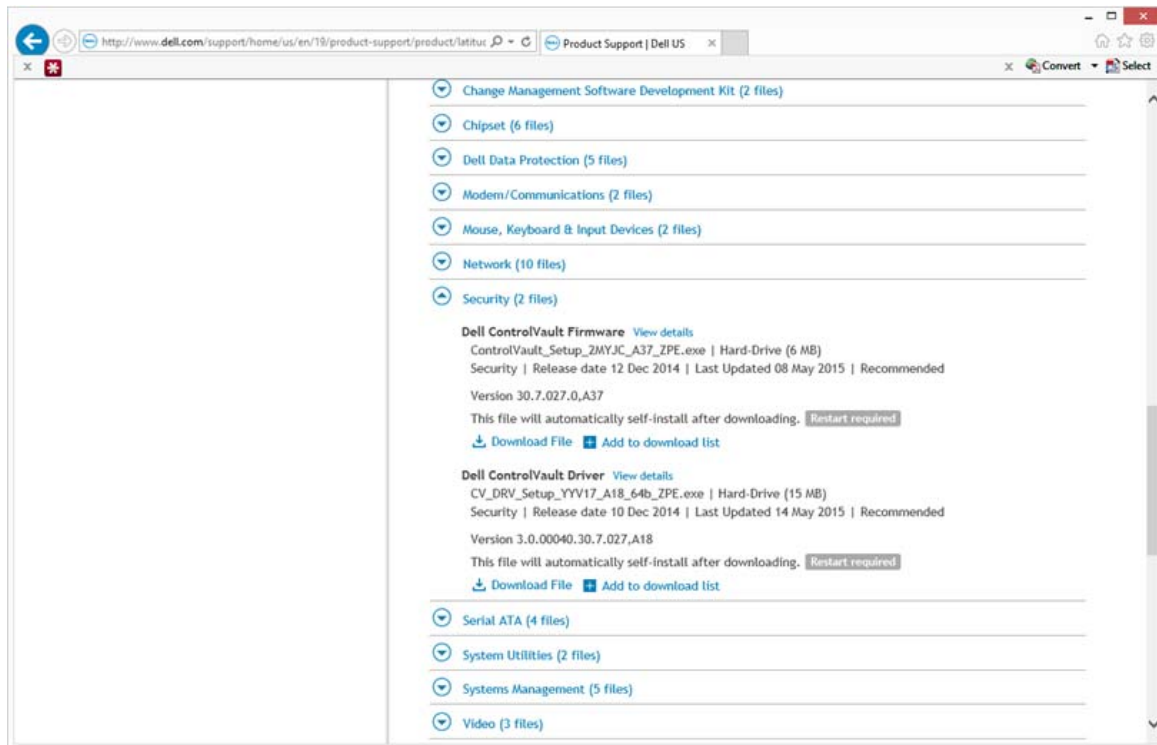 http://www.dell.com/support/home/us/en/19/product-support/product/latituc
Product Support | Dell US
Convert
Select
Change Management Software Development Kit (2 files)
Chipset (6 files)
Dell Data Protection (5 files)
Modem/Communications (2 files)
Mouse, Keyboard & Input Devices (2 files)
Network (10 files)
Security (2 files)
Dell ControlVault Firmware View details
ControlVault_Setup_2MYJC_A37_ZPE.exe | Hard-Drive (6 MB)
Security | Release date 12 Dec 2014 | Last Updated 08 May 2015 | Recommended
Version 30.7.027.0,A37
This file will automatically self-install after downloading. Restart required
Download File Add to download list
Dell ControlVault Driver View details
CV_DRV_Setup_YYV17_A18_64b_ZPE.exe | Hard-Drive (15 MB)
Security | Release date 10 Dec 2014 | Last Updated 14 May 2015 | Recommended
Version 3.0.00040.30.7.027,A18
This file will automatically self-install after downloading. Restart required
Download File Add to download list
Serial ATA (4 files)
System Utilities (2 files)
Systems Management (5 files)
Video (3 files)